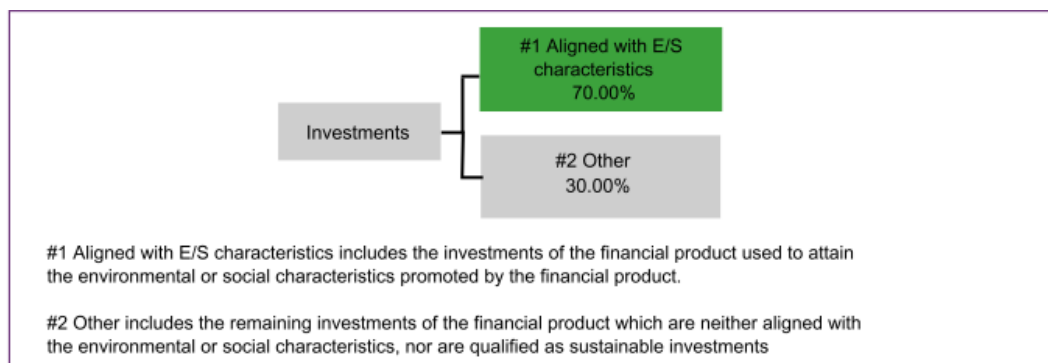 #1 Aligned with E/S
characteristics
70.00%
Investments
#2 Other
30.00%
#1 Aligned with E/S characteristics includes the investments of the financial product used to attain
the environmental or social characteristics promoted by the financial product.
#2 Other includes the remaining investments of the financial product which are neither aligned with
the environmental or social characteristics, nor are qualified as sustainable investments